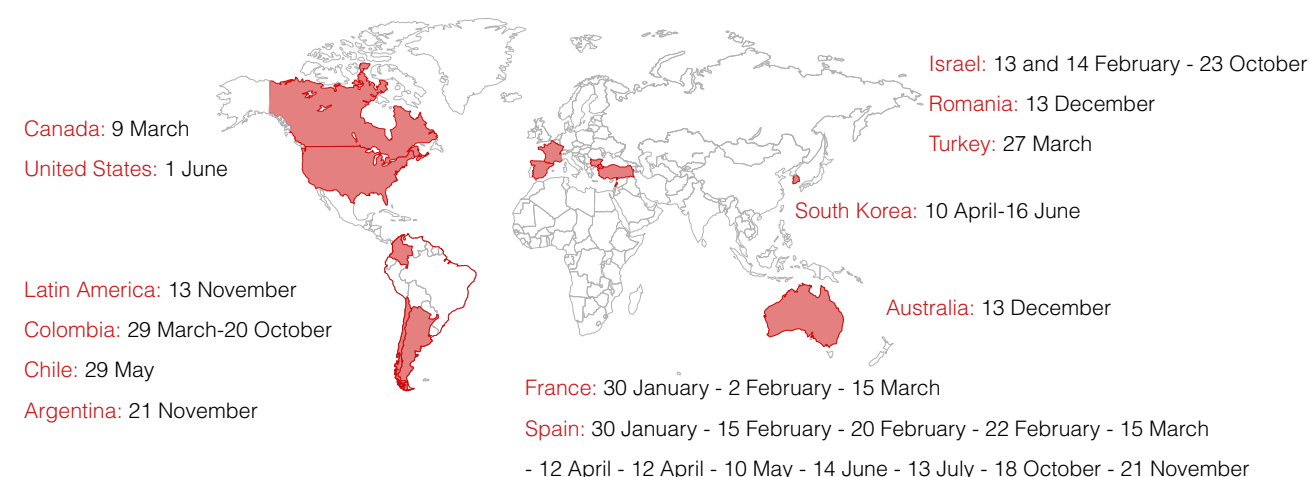 Canada: 9 March
United States: 1 June
Latin America: 13 November
Colombia: 29 March-20 October
Chile: 29 May
Argentina: 21 November
Israel: 13 and 14 February - 23 October
Romania: 13 December
Turkey: 27 March
South Korea: 10 April-16 June
Australia: 13 December
France: 30 January - 2 February - 15 March
Spain: 30 January - 15 February - 20 February - 22 February - 15 March
- 12 April - 12 April - 10 May - 14 June - 13 July - 18 October - 21 November